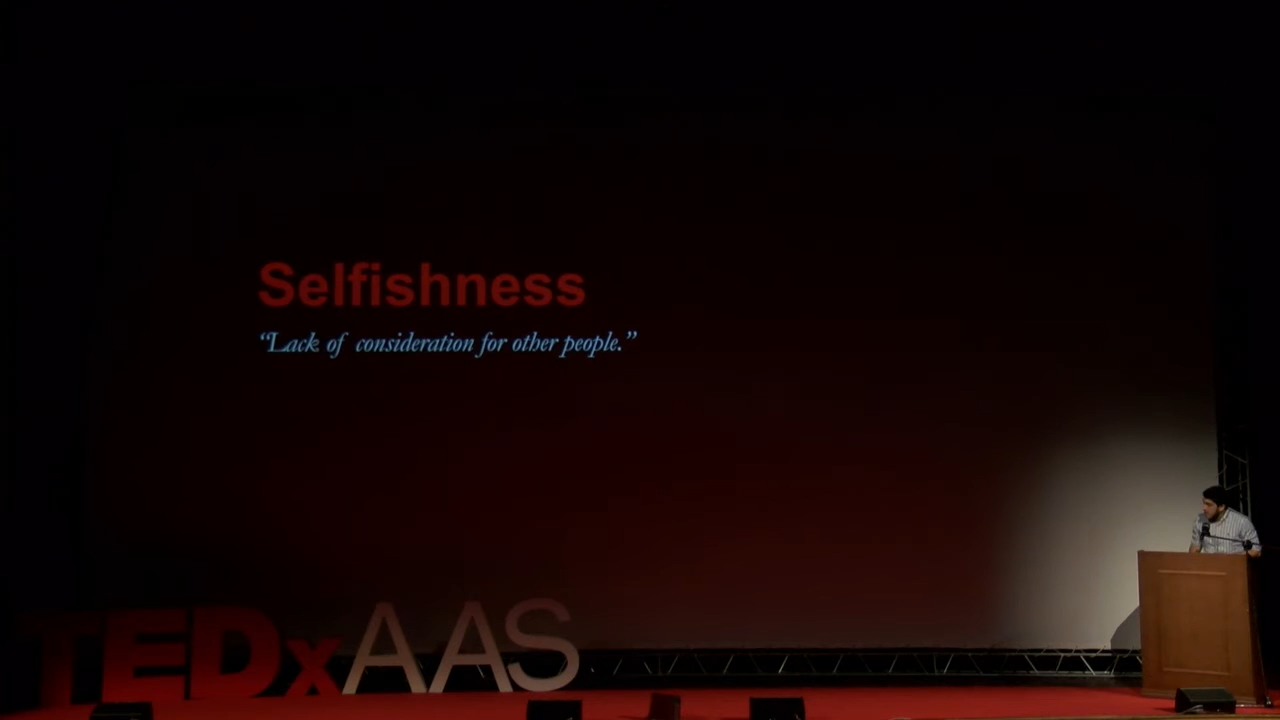 Selfishness
“Lack of consideration for other people.”
TEDxAAS